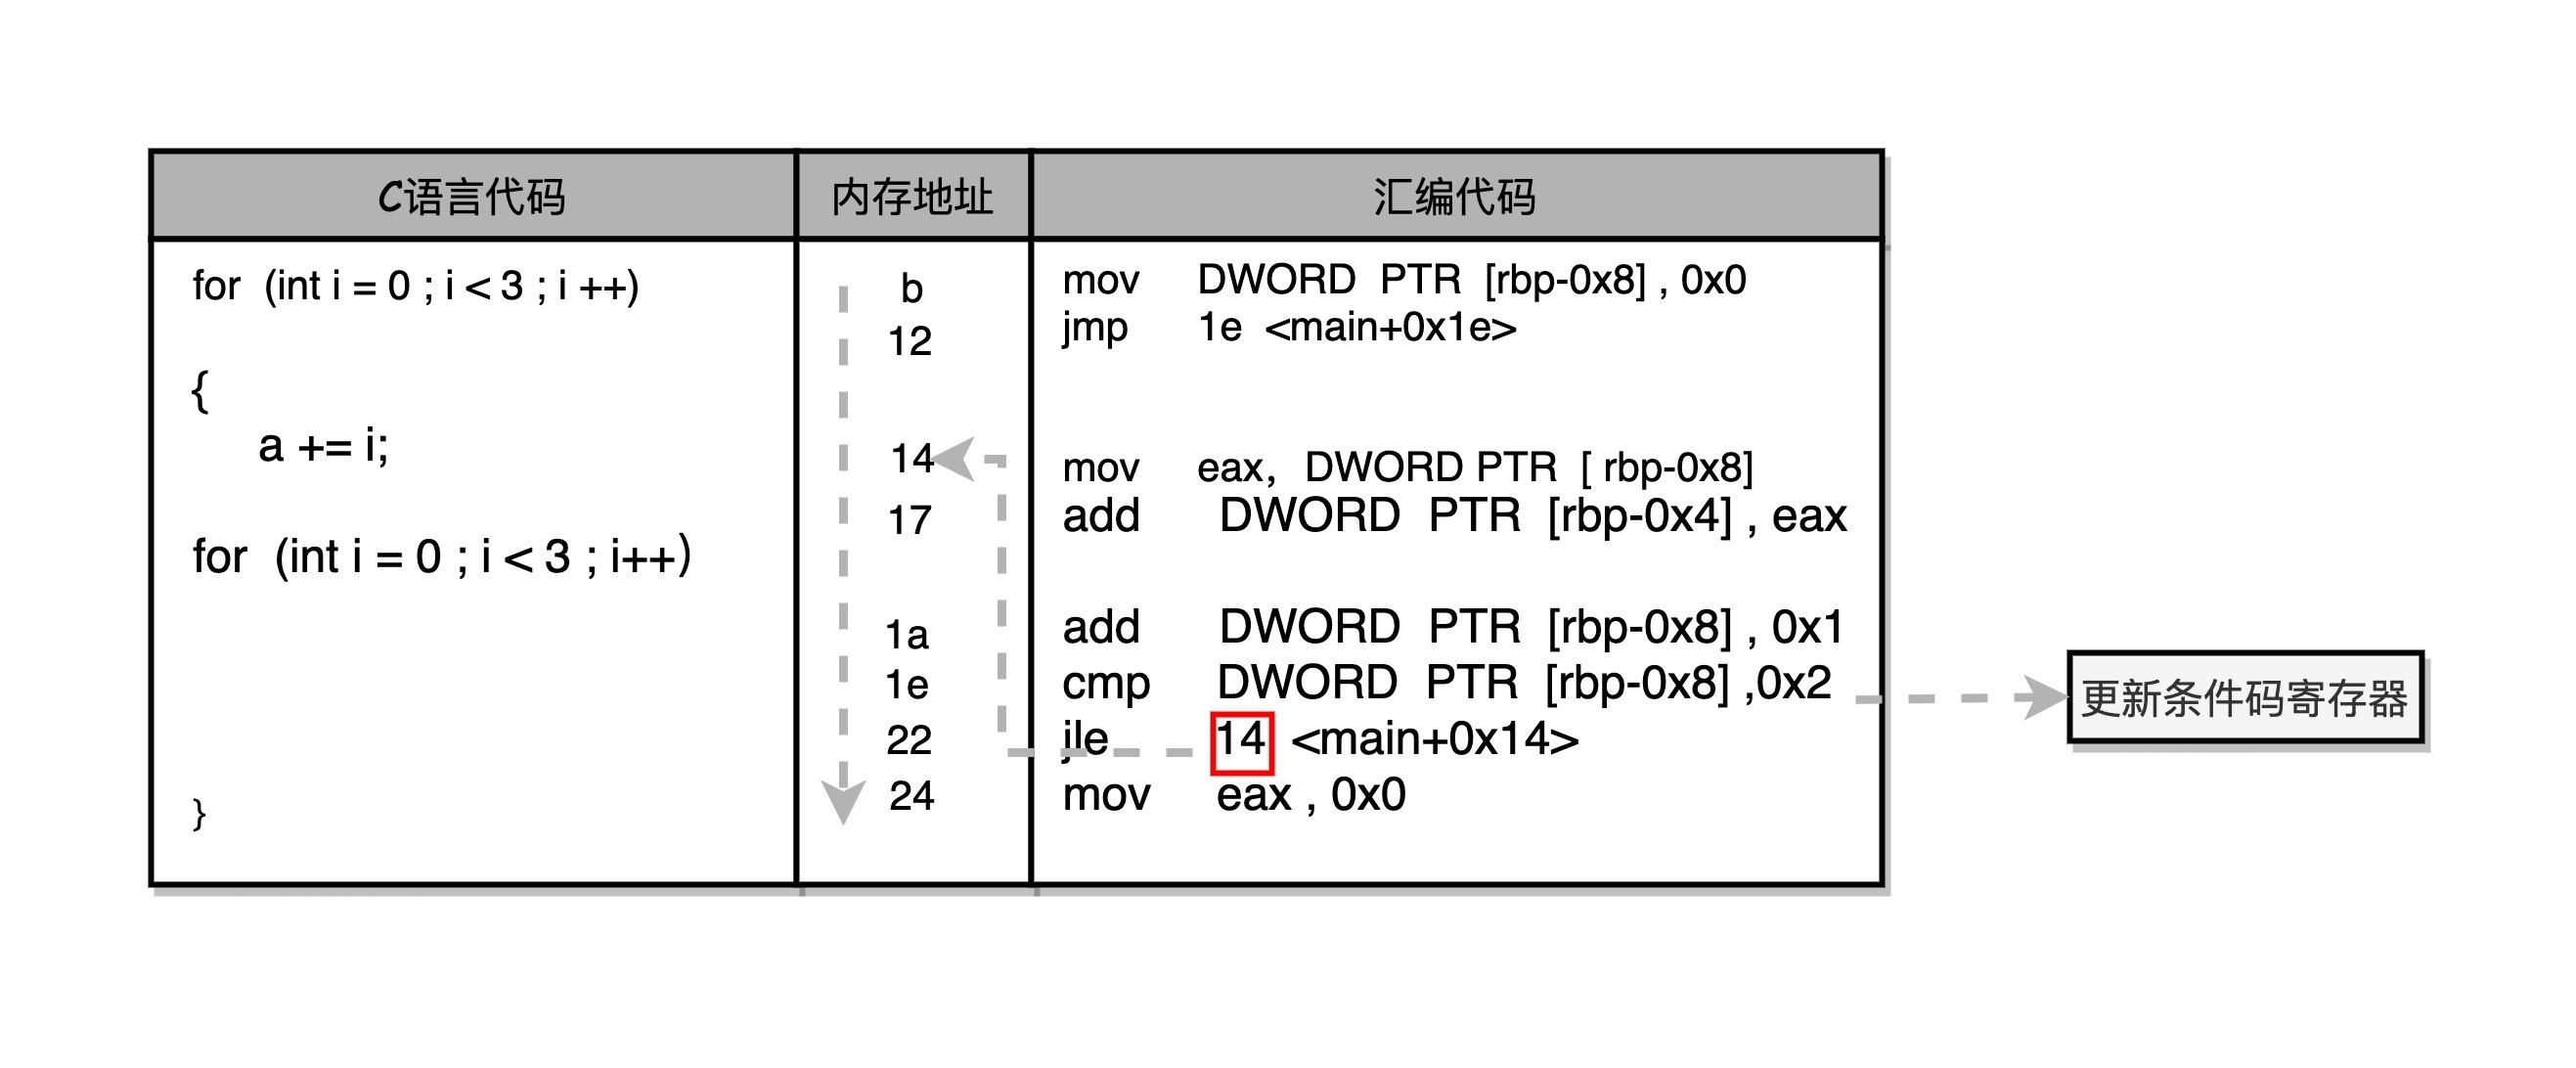 C语言代码
内存地址
汇编代码
for (int i = 0 ; i < 3 ; i ++)
{
a += i;
for (int i = 0 ; i < 3 ; i++)
}
b
12
14
17
1a
1e
22
24
mov DWORD PTR [rbp-0x8] , 0x0
jmp 1e <main+0x1e>
mov eax, DWORD PTR [ rbp-0x8]
add DWORD PTR [rbp-0x4] , eax
add DWORD PTR [rbp-0x8] , 0x1
cmp DWORD PTR [rbp-0x8] ,0x2
jle 14 <main+0x14>
mov eax , 0x0
更新条件码寄存器